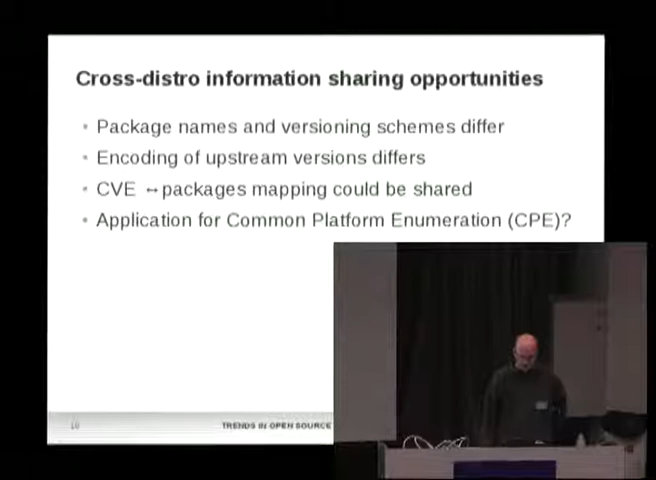 Cross-distro information sharing opportunities
Package names and versioning schemes differ
Encoding of upstream versions differs
CVE ↔packages mapping could be shared
Application for Common Platform Enumeration (CPE)?
TRENDS IN OPEN SOURCE